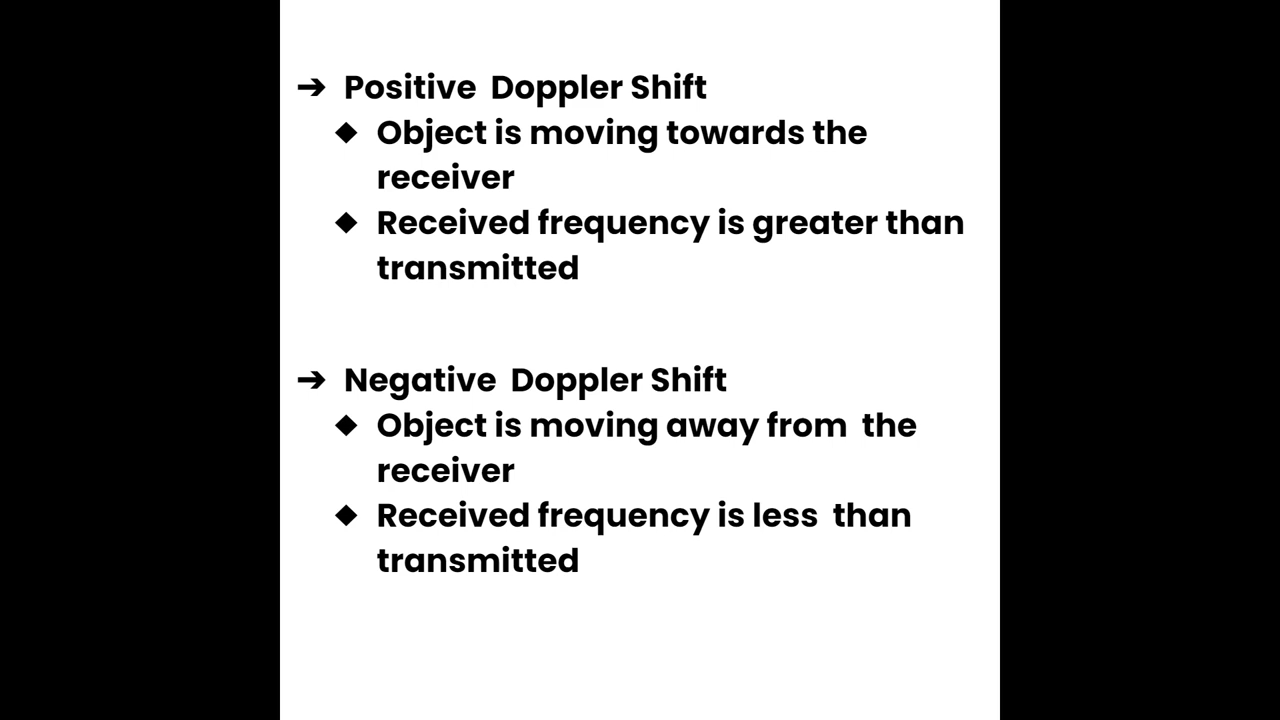 ➔ Positive Doppler Shift
◆ Object is moving towards the
receiver
◆ Received frequency is greater than
transmitted
➔ Negative Doppler Shift
◆ Object is moving away from the
receiver
◆ Received frequency is less than
transmitted